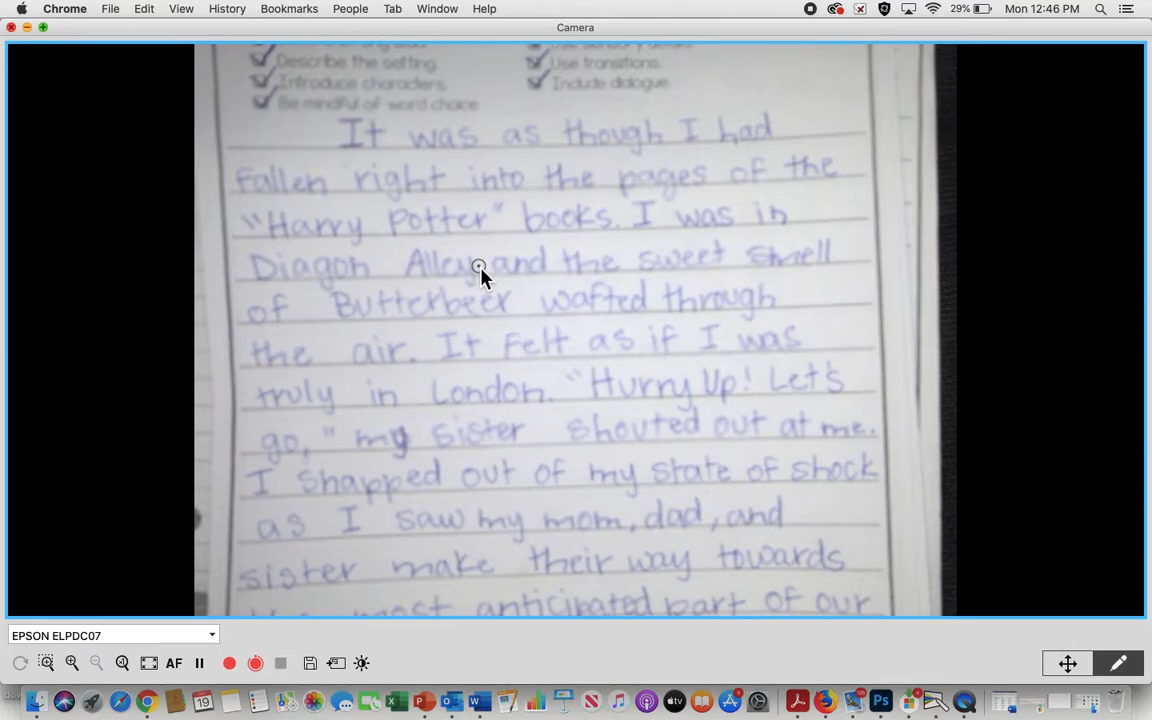 Chrome File Edit View History Bookmarks People Tab Window Help 29% Mon 12:46 PM
Camera
Describe the setting. Use transitions.
Introduce characters. Include dialogue.
Be mindful of word choice
It was as though I had
fallen right into the pages of the
"Harry Potter" books. I was in
Diagon Alley and the sweet smell
of Butterbeer wafted through
the air. It felt as if I was
truly in London. "Hurry Up! Let's
go," my sister shouted out at me.
I snapped out of my state of shock
as I saw my mom, dad, and
sister make their way towards
most anticipated part of our
EPSON ELPDC07
AF